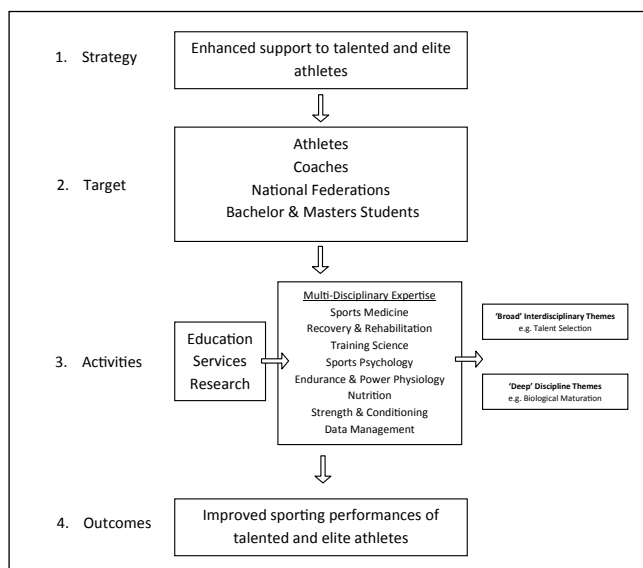 1. Strategy
Enhanced support to talented and elite
athletes
2. Target
Athletes
Coaches
National Federations
Bachelor & Masters Students
3. Activities
Education
Services
Research
Multi-Disciplinary Expertise
Sports Medicine
Recovery & Rehabilitation
Training Science
Sports Psychology
Endurance & Power Physiology
Nutrition
Strength & Conditioning
Data Management
'Broad' Interdisciplinary Themes
e.g. Talent Selection
'Deep' Discipline Themes
e.g. Biological Maturation
4. Outcomes
Improved sporting performances of
talented and elite athletes